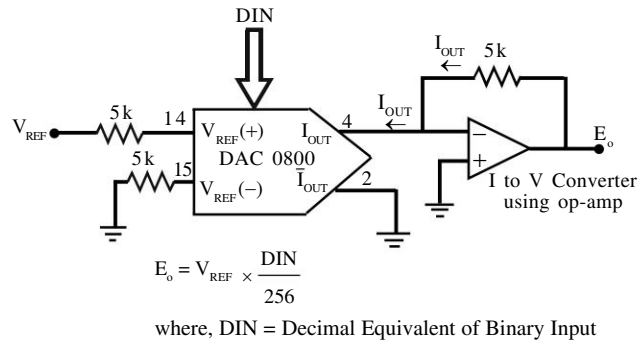 DIN
I_OUT
5k
I_OUT
5k
14
4
E_o
V_REF
V_REF(+)
I_OUT
−
DAC 0800
+
5k
15
V_REF(−)
Ī_OUT
2
I to V Converter
using op-amp
E_o = V_REF × DIN / 256
where, DIN = Decimal Equivalent of Binary Input